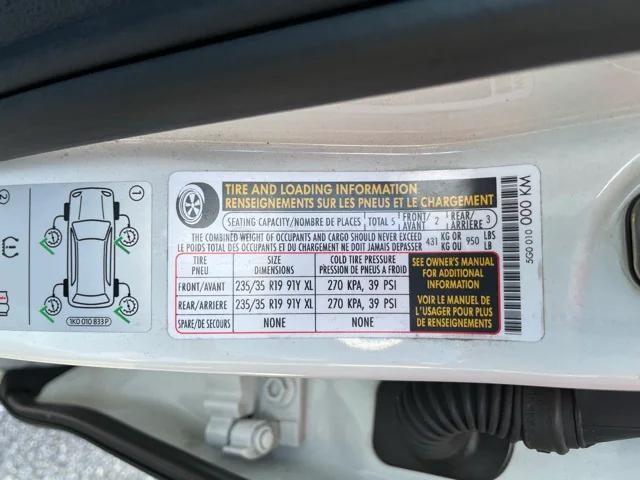 TIRE AND LOADING INFORMATION
RENSEIGNEMENTS SUR LES PNEUS ET LE CHARGEMENT
SEATING CAPACITY/NOMBRE DE PLACES TOTAL 5 FRONT/AVANT 2 REAR/ARRIERE 3
THE COMBINED WEIGHT OF OCCUPANTS AND CARGO SHOULD NEVER EXCEED 431 KG OR 950 LBS
LE POIDS TOTAL DES OCCUPANTS ET DU CHARGEMENT NE DOIT JAMAIS DEPASSER KG OU LB
TIRE SIZE COLD TIRE PRESSURE
PNEU DIMENSIONS PRESSION DE PNEUS A FROID
FRONT/AVANT 235/35 R19 91Y XL 270 KPA, 39 PSI
REAR/ARRIERE 235/35 R19 91Y XL 270 KPA, 39 PSI
SPARE/DE SECOURS NONE NONE
SEE OWNER'S MANUAL
FOR ADDITIONAL
INFORMATION
VOIR LE MANUEL DE
L'USAGER POUR PLUS
DE RENSEIGNEMENTS
5G0 010 000 KM
1K0 010 833 P
2